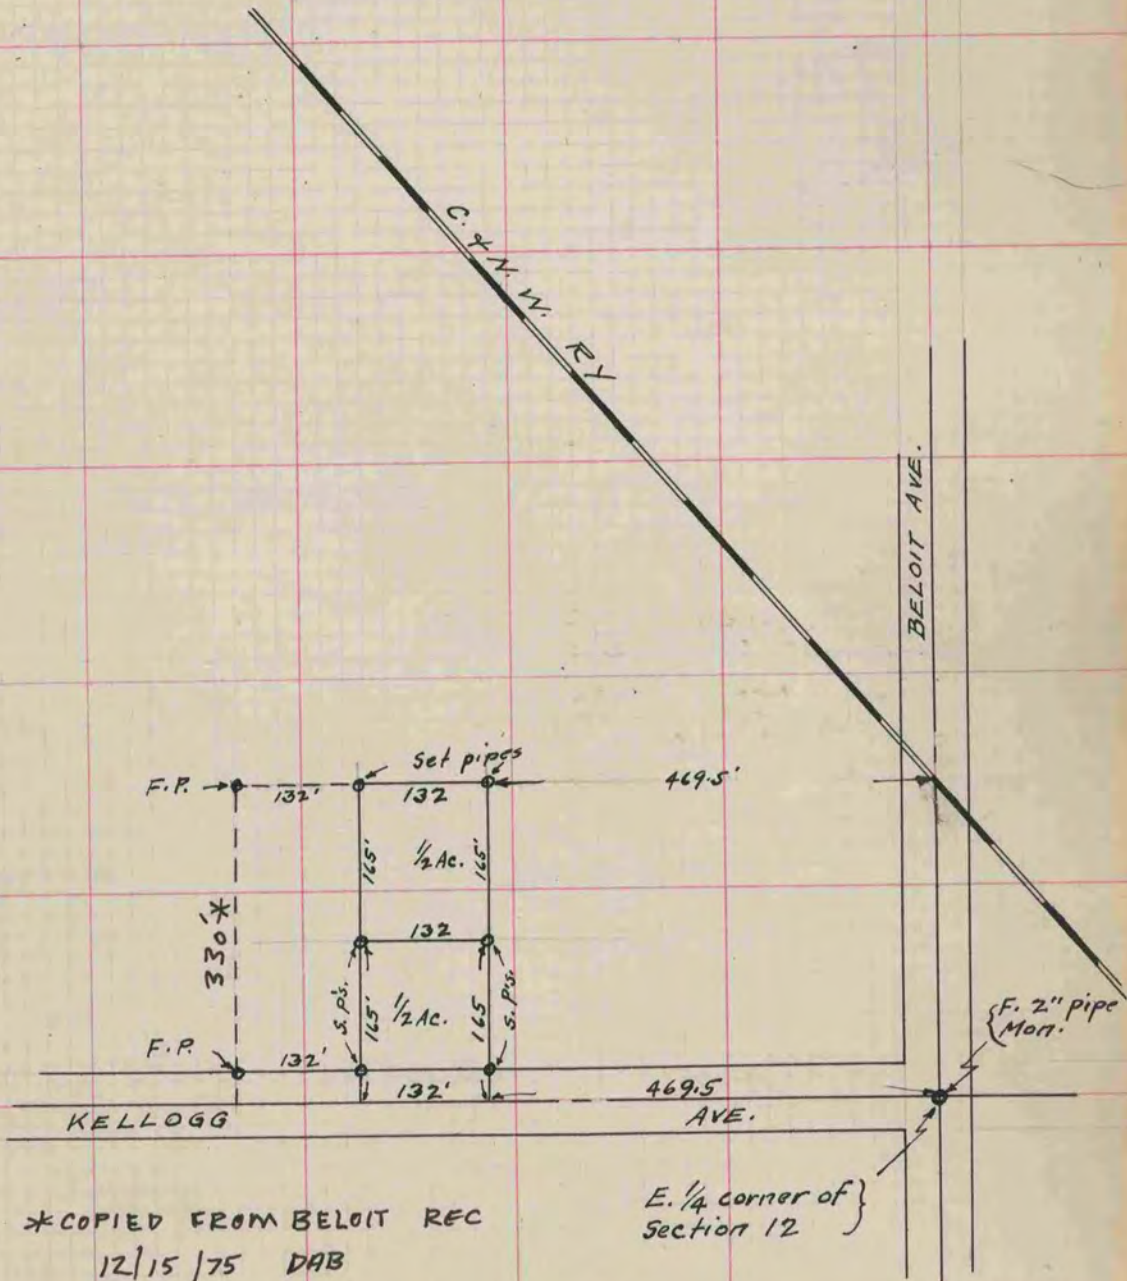 C. & N. W. RY
BELOIT AVE.
Set pipes
F.P.
132'
132
469.5'
165'
1/2 Ac.
165'
330'*
132
S. P's.
165'
1/2 Ac.
165
S. P's.
F. 2" pipe
Mon.
F.P.
132'
132'
469.5
KELLOGG AVE.
E. 1/4 corner of
Section 12
*COPIED FROM BELOIT REC
12/15/75 DAB